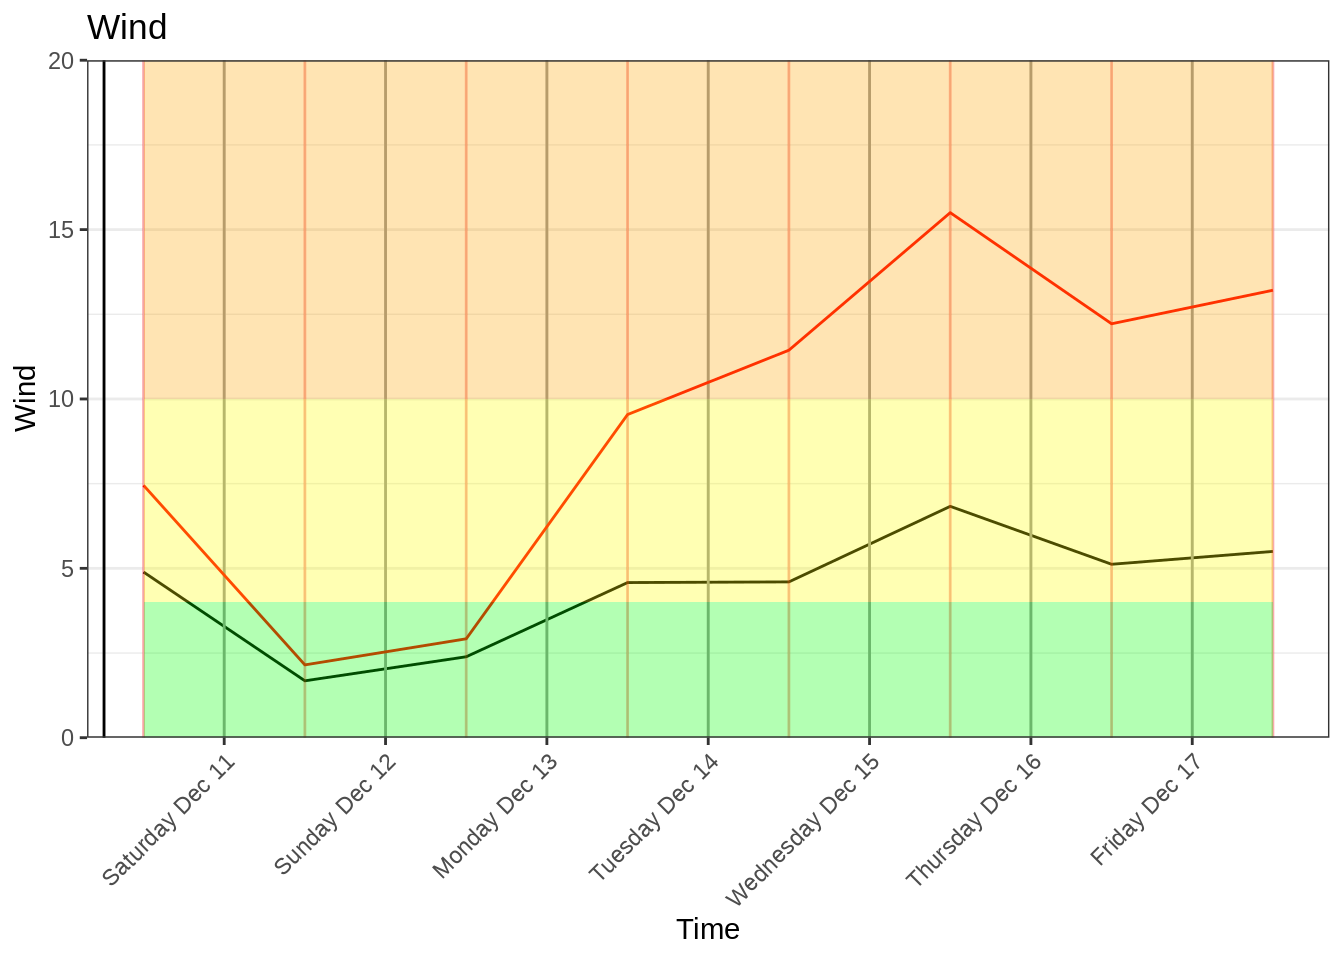 Wind
20
15
10
5
0
Wind
Saturday Dec 11
Sunday Dec 12
Monday Dec 13
Tuesday Dec 14
Wednesday Dec 15
Thursday Dec 16
Friday Dec 17
Time